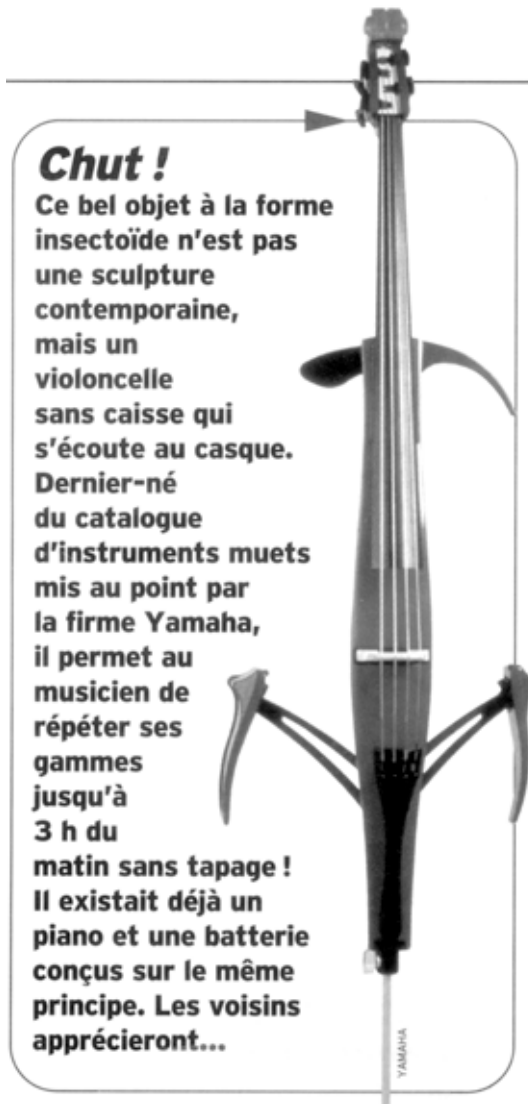 Chut !
Ce bel objet à la forme
insectoïde n'est pas
une sculpture
contemporaine,
mais un
violoncelle
sans caisse qui
s'écoute au casque.
Dernier-né
du catalogue
d'instruments muets
mis au point par
la firme Yamaha,
il permet au
musicien de
répéter ses
gammes
jusqu'à
3 h du
matin sans tapage !
Il existait déjà un
piano et une batterie
conçus sur le même
principe. Les voisins
apprécieront...
YAMAHA